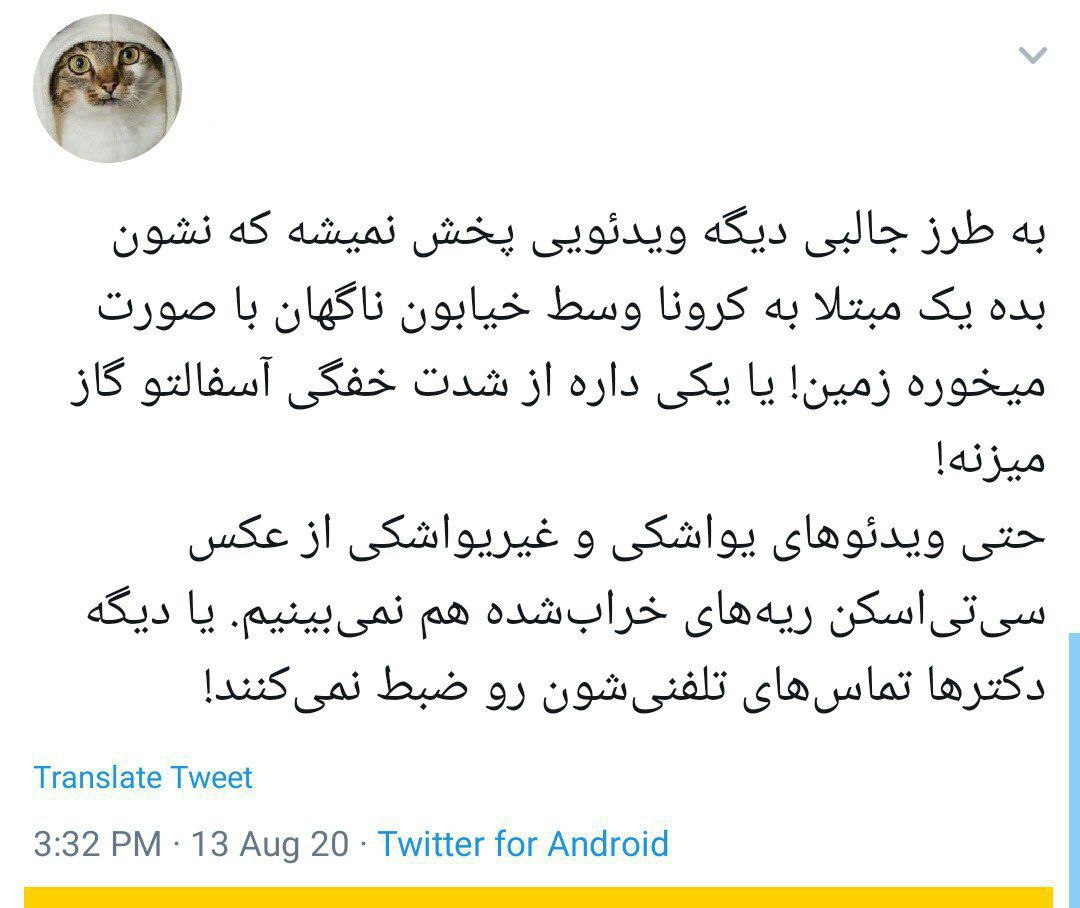 به طرز جالبی دیگه ویدئویی پخش نمیشه که نشون
بده یک مبتلا به کرونا وسط خیابون ناگهان با صورت
میخوره زمین! یا یکی داره از شدت خفگی آسفالتو گاز
میزنه!
حتی ویدئوهای یواشکی و غیریواشکی از عکس
سی‌تی‌اسکن ریه‌های خراب‌شده هم نمی‌بینیم. یا دیگه
دکترها تماس‌های تلفنی‌شون رو ضبط نمی‌کنند!
Translate Tweet
3:32 PM · 13 Aug 20 · Twitter for Android